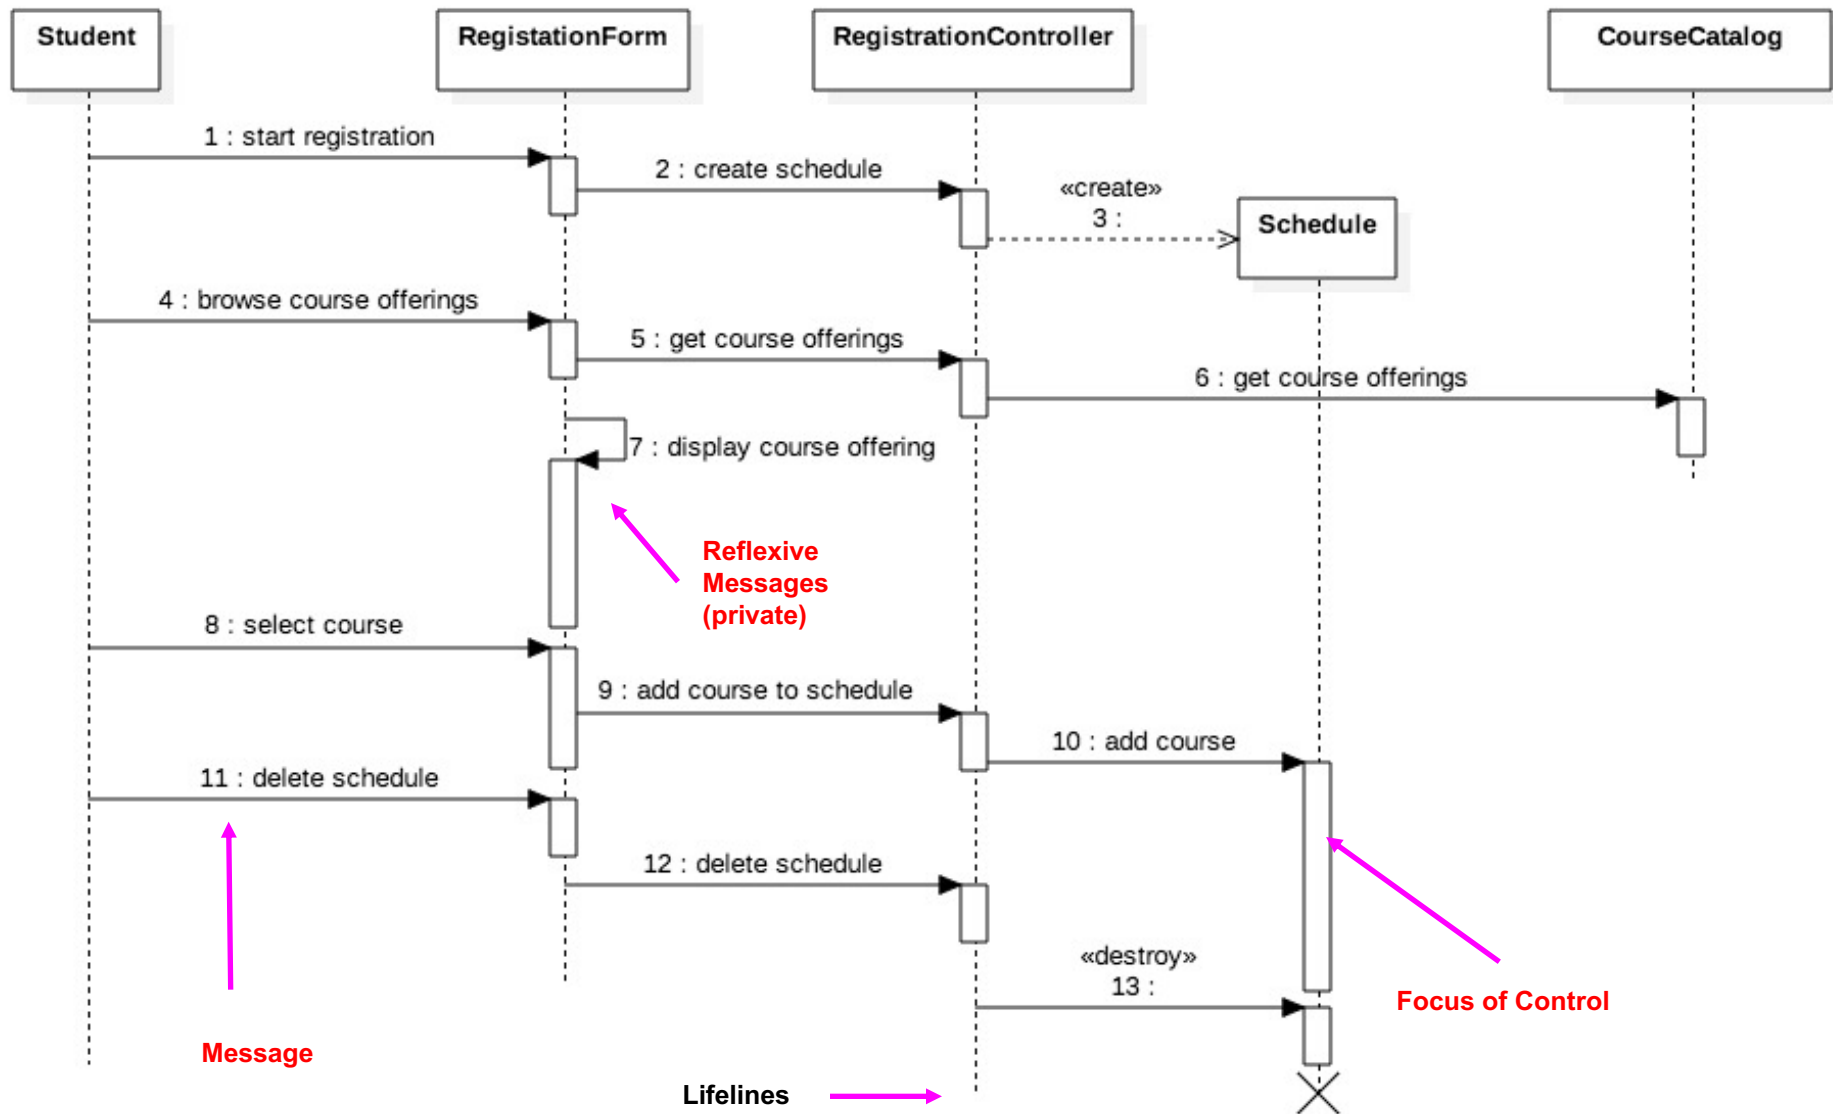 Student
RegistationForm
RegistrationController
CourseCatalog
1 : start registration
2 : create schedule
«create»
3 :
Schedule
4 : browse course offerings
5 : get course offerings
6 : get course offerings
7 : display course offering
Reflexive
Messages
(private)
8 : select course
9 : add course to schedule
10 : add course
11 : delete schedule
12 : delete schedule
«destroy»
13 :
Focus of Control
Message
Lifelines